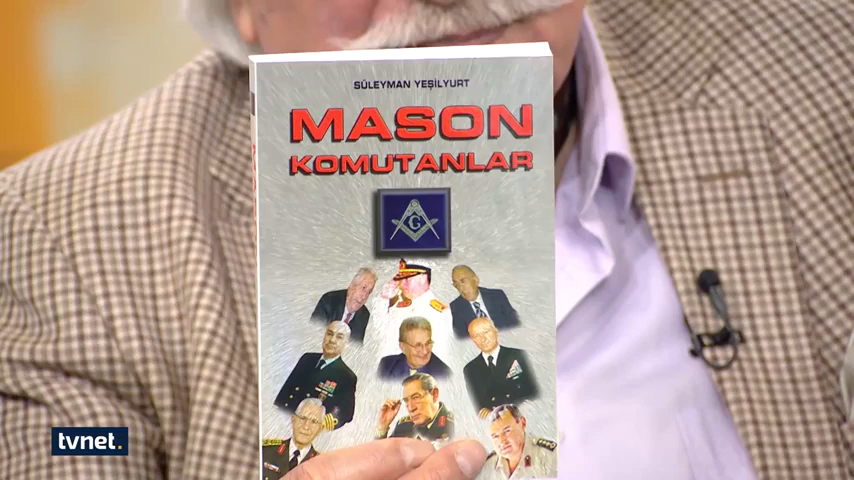 SÜLEYMAN YEŞİLYURT
MASON
KOMUTANLAR
G
tvnet.